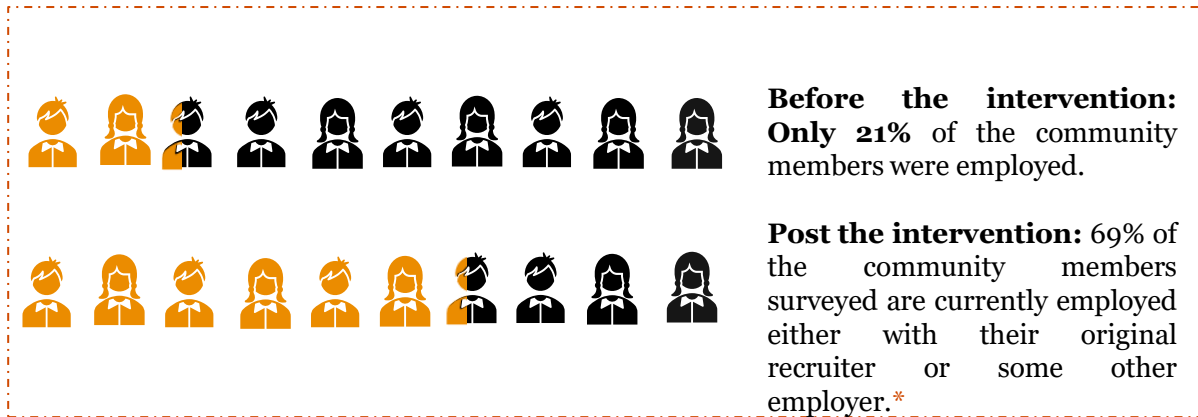 Before the intervention:
Only 21% of the community
members were employed.
Post the intervention: 69% of
the community members
surveyed are currently employed
either with their original
recruiter or some other
employer.*